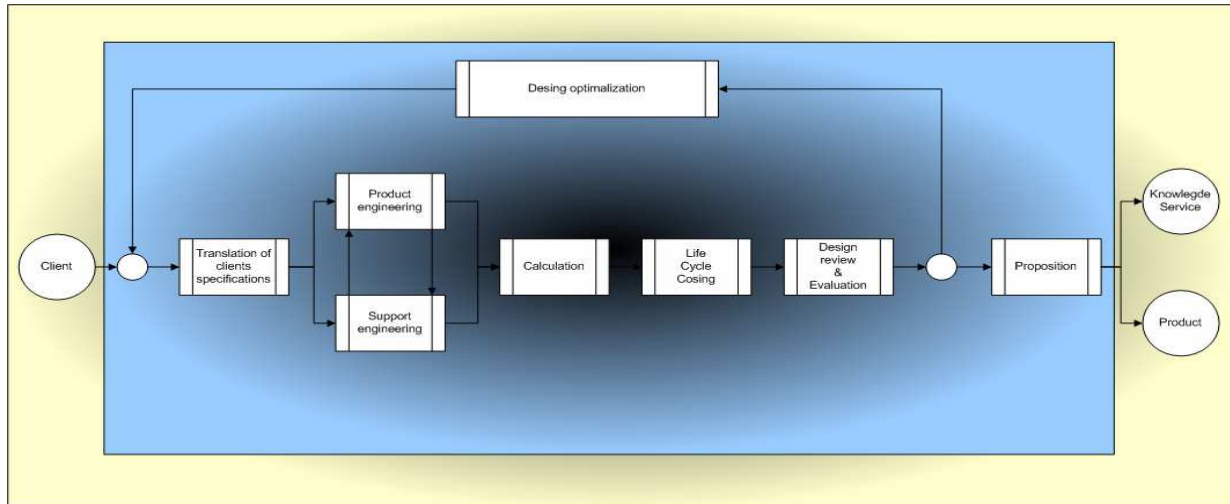 Desing optimalization
Client
Translation of
clients
specifications
Product
engineering
Support
engineering
Calculation
Life
Cycle
Cosing
Design
review
&
Evaluation
Proposition
Knowlegde
Service
Product